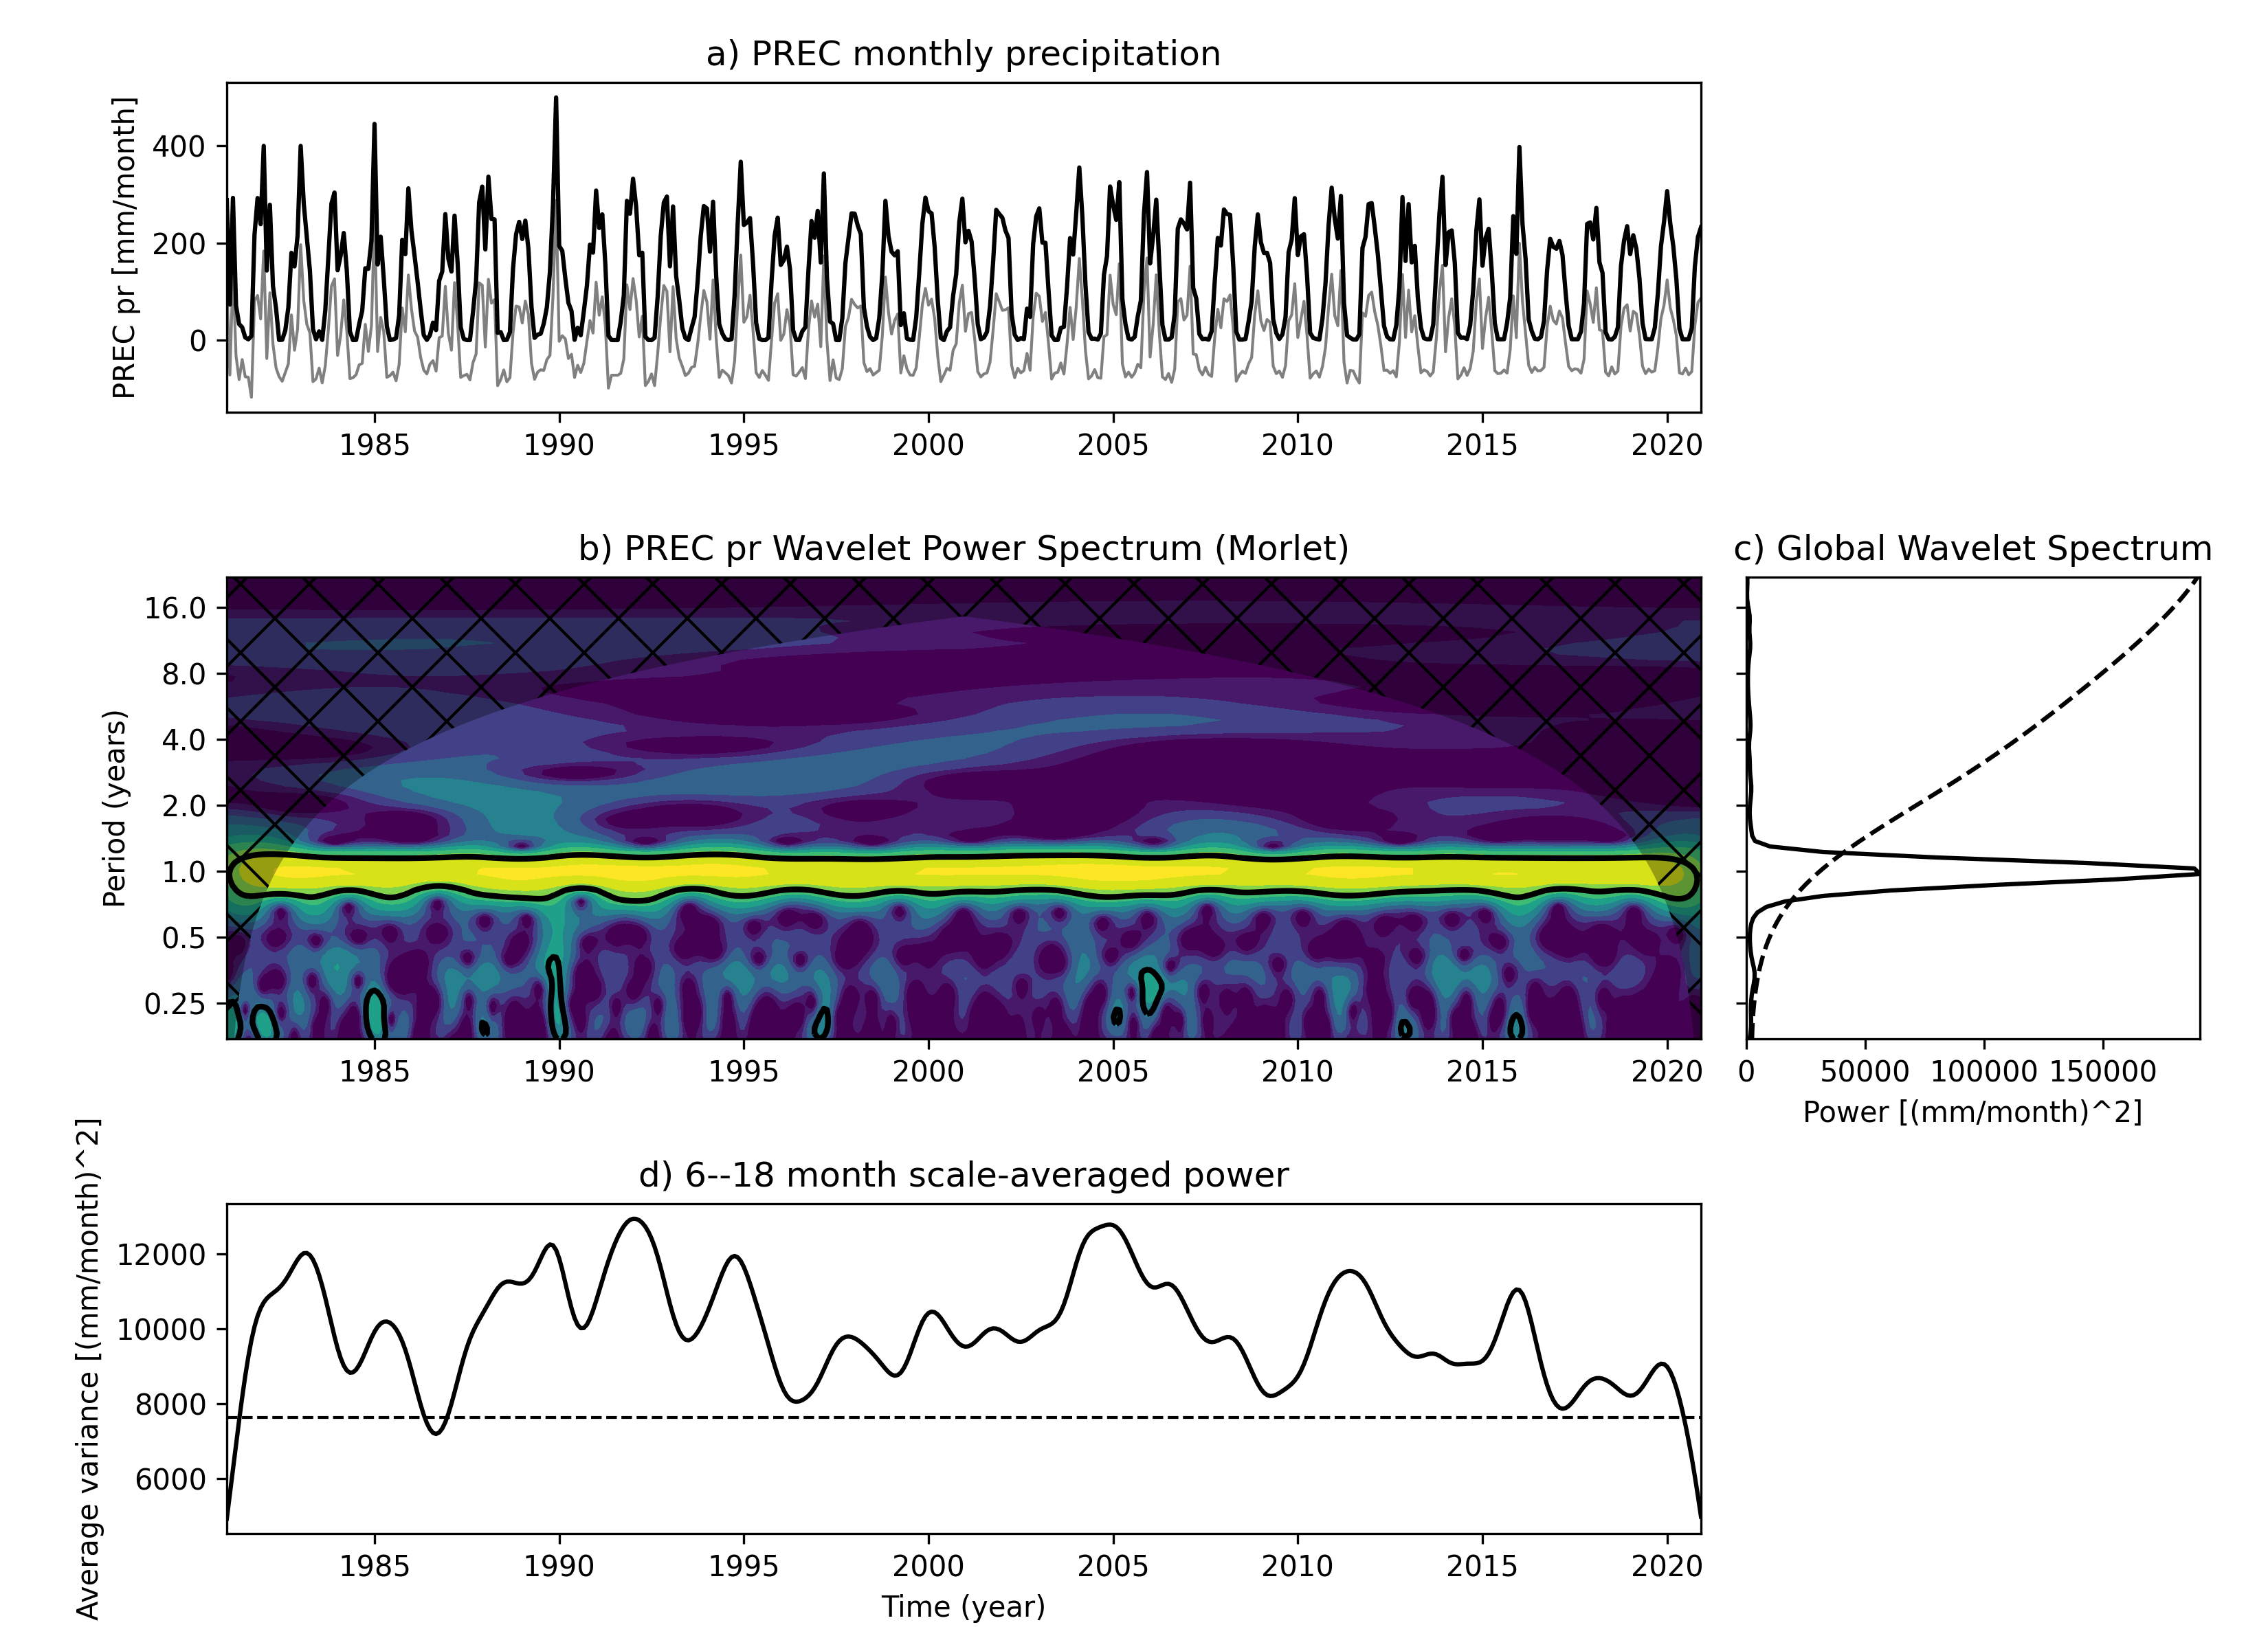 a) PREC monthly precipitation
PREC pr [mm/month]
400
200
0
1985 1990 1995 2000 2005 2010 2015 2020
b) PREC pr Wavelet Power Spectrum (Morlet)
Period (years)
16.0
8.0
4.0
2.0
1.0
0.5
0.25
1985 1990 1995 2000 2005 2010 2015 2020
c) Global Wavelet Spectrum
0 50000 100000 150000
Power [(mm/month)^2]
d) 6--18 month scale-averaged power
Average variance [(mm/month)^2]
12000
10000
8000
6000
1985 1990 1995 2000 2005 2010 2015 2020
Time (year)